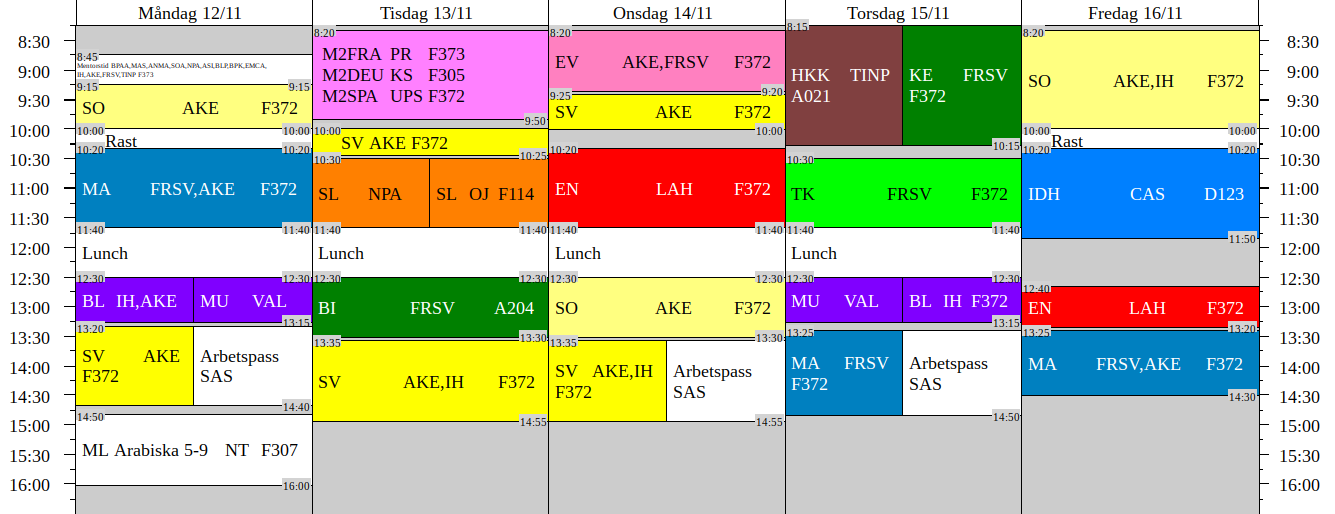 Måndag 12/11
Tisdag 13/11
Onsdag 14/11
Torsdag 15/11
Fredag 16/11
8:30
9:00
9:30
10:00
10:30
11:00
11:30
12:00
12:30
13:00
13:30
14:00
14:30
15:00
15:30
16:00
8:45
Mentorstid BPAA,MAS,ANMA,SOA,NPA,ASI,BLP,BPK,EMCA,
IH,AKE,FRSV,TINP F373
9:15 9:15
SO AKE F372
10:00 10:00
Rast
10:20 10:20
MA FRSV,AKE F372
11:40
Lunch
12:30 12:30
BL IH,AKE
MU VAL
13:15
13:20
SV AKE
F372
Arbetspass
SAS
14:40
14:50
ML Arabiska 5-9 NT F307
16:00
8:20
M2FRA PR F373
M2DEU KS F305
M2SPA UPS F372
9:50
10:00
SV AKE F372
10:25
10:30
SL NPA
SL OJ F114
11:40 11:40
Lunch
12:30 12:30
BI FRSV A204
13:30
13:35
SV AKE,IH F372
14:55
8:20
EV AKE,FRSV F372
9:20
9:25
SV AKE F372
10:00
10:20
EN LAH F372
11:40 11:40
Lunch
12:30 12:30
SO AKE F372
13:30
13:35
SV AKE,IH
F372
Arbetspass
SAS
14:55
8:15
HKK TINP
A021
KE FRSV
F372
10:15
10:30
TK FRSV F372
11:40 11:40
Lunch
12:30 12:30
MU VAL
BL IH F372
13:15
13:25
MA FRSV
F372
Arbetspass
SAS
14:50
8:20
SO AKE,IH F372
10:00 10:00
Rast
10:20 10:20
IDH CAS D123
11:50
12:40
EN LAH F372
13:20
13:25
MA FRSV,AKE F372
14:30
8:30
9:00
9:30
10:00
10:30
11:00
11:30
12:00
12:30
13:00
13:30
14:00
14:30
15:00
15:30
16:00